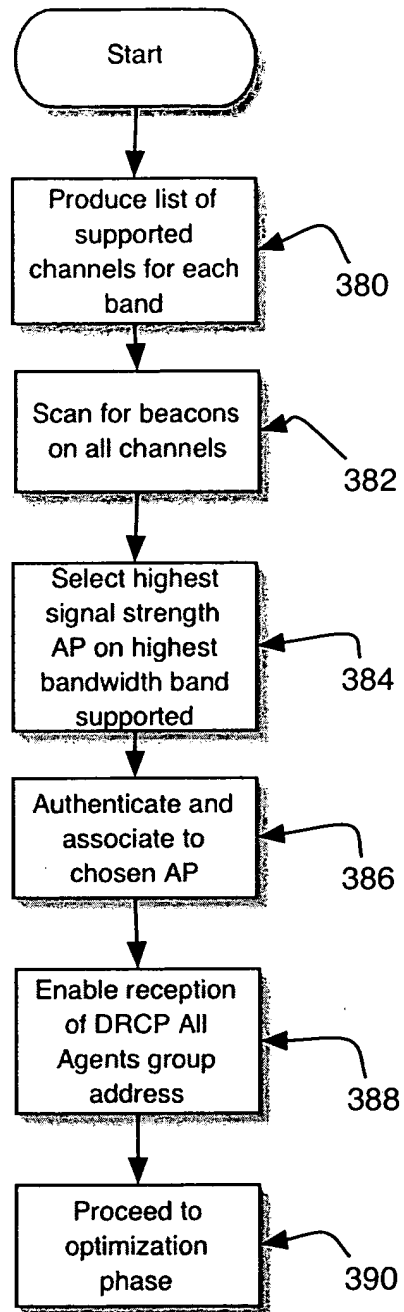 Start
Produce list of
supported
channels for each
band
380
Scan for beacons
on all channels
382
Select highest
signal strength
AP on highest
bandwidth band
supported
384
Authenticate and
associate to
chosen AP
386
Enable reception
of DRCP All
Agents group
address
388
Proceed to
optimization
phase
390